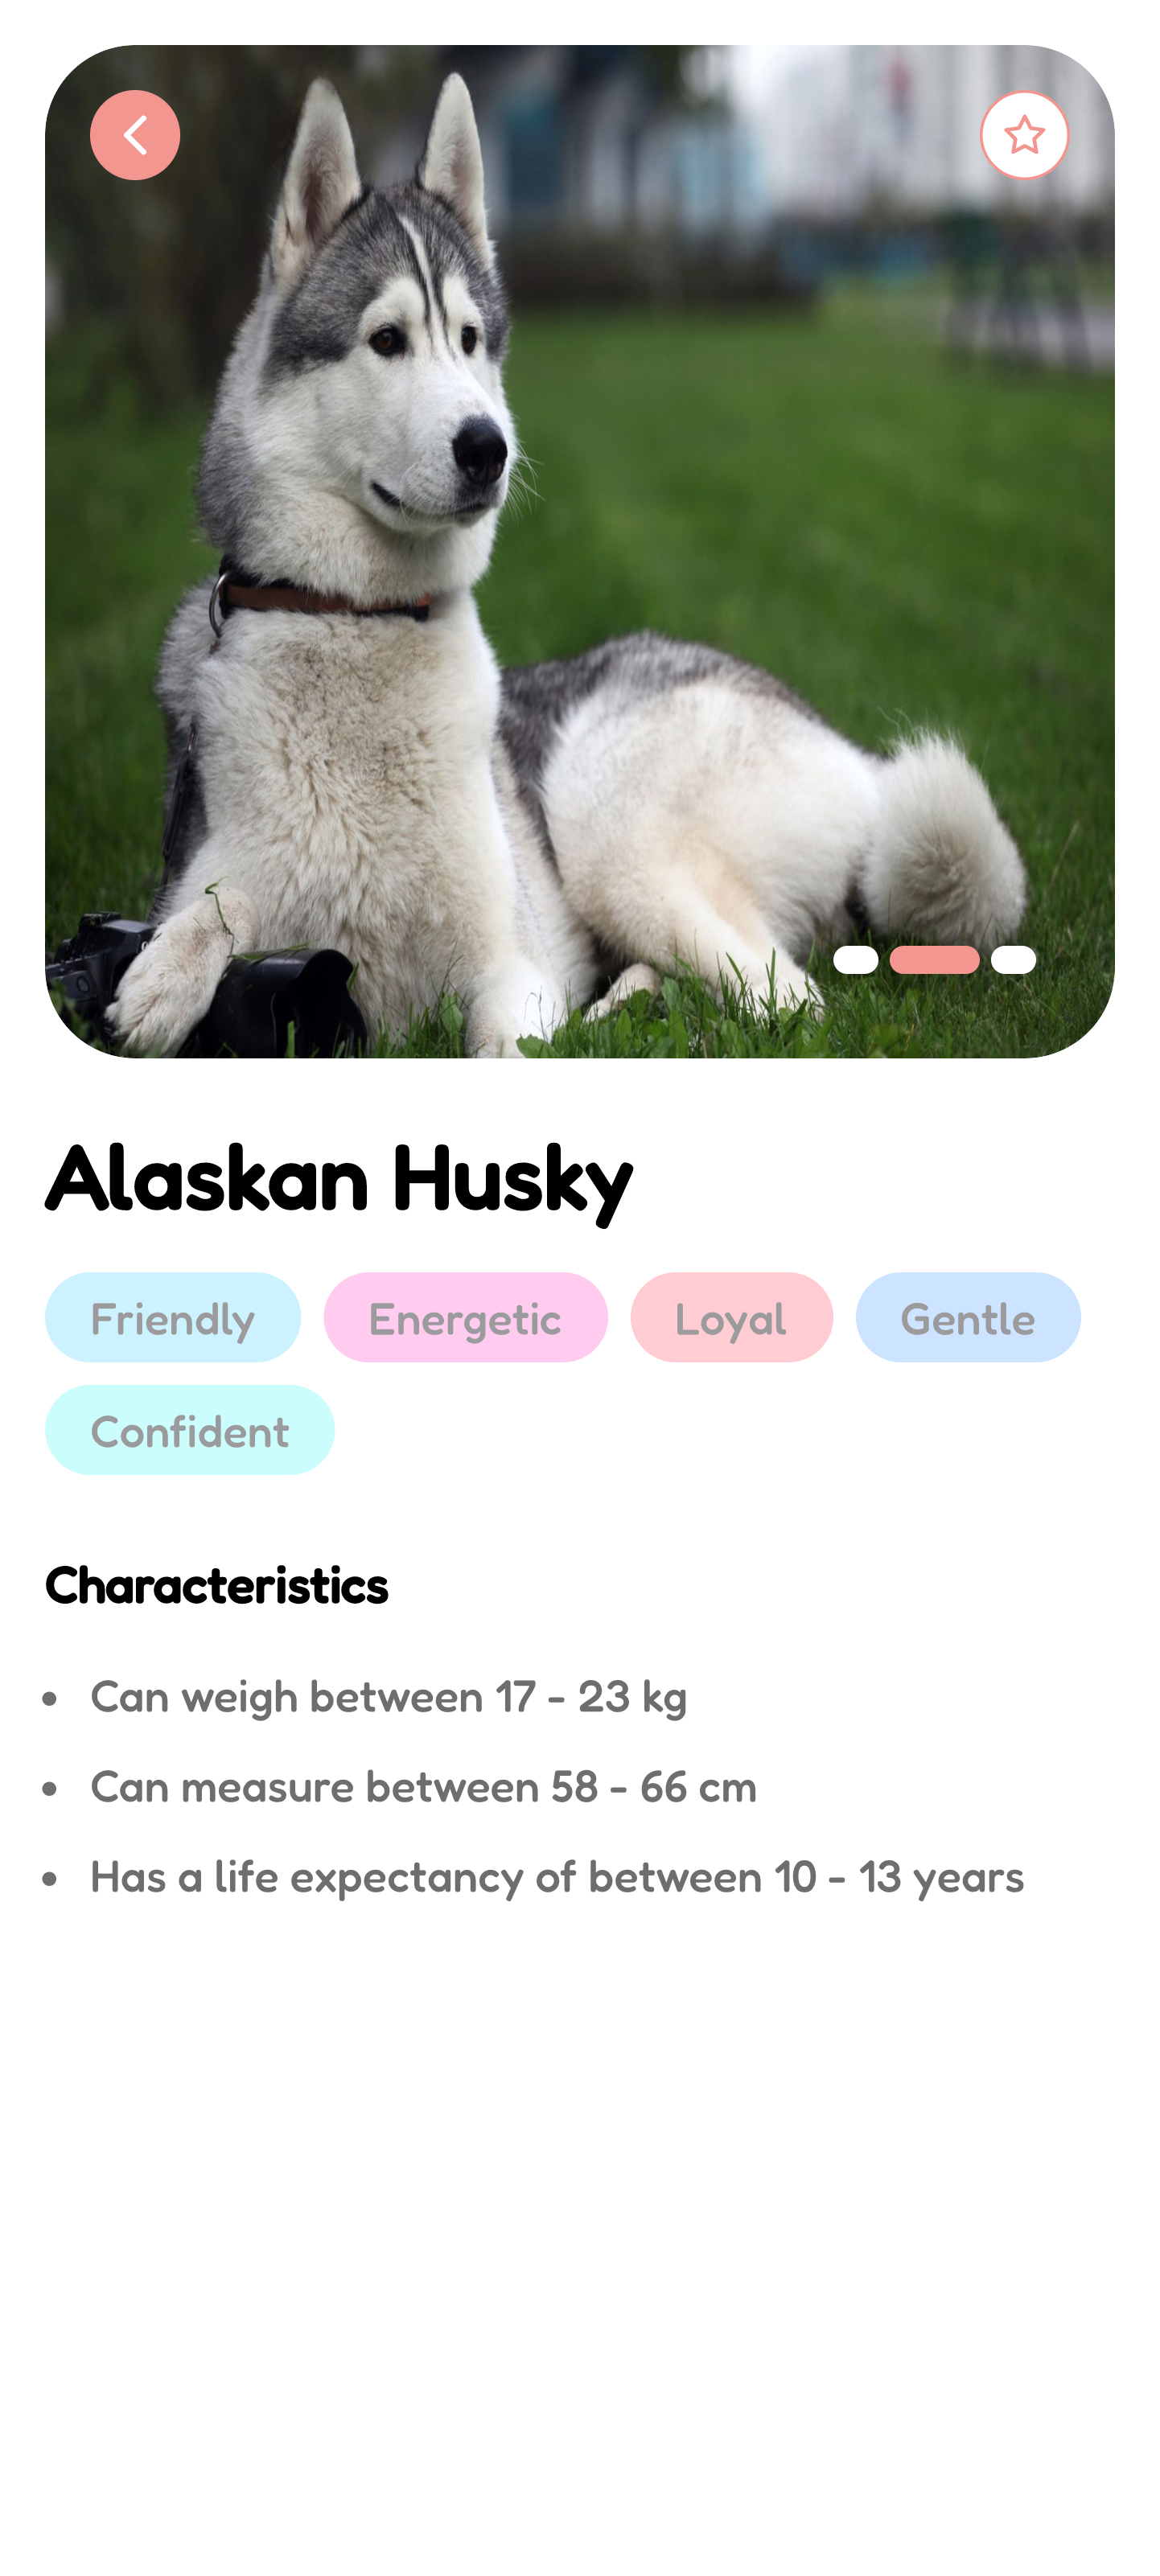 Alaskan Husky
Friendly Energetic Loyal Gentle
Confident
Characteristics
• Can weigh between 17 - 23 kg
• Can measure between 58 - 66 cm
• Has a life expectancy of between 10 - 13 years